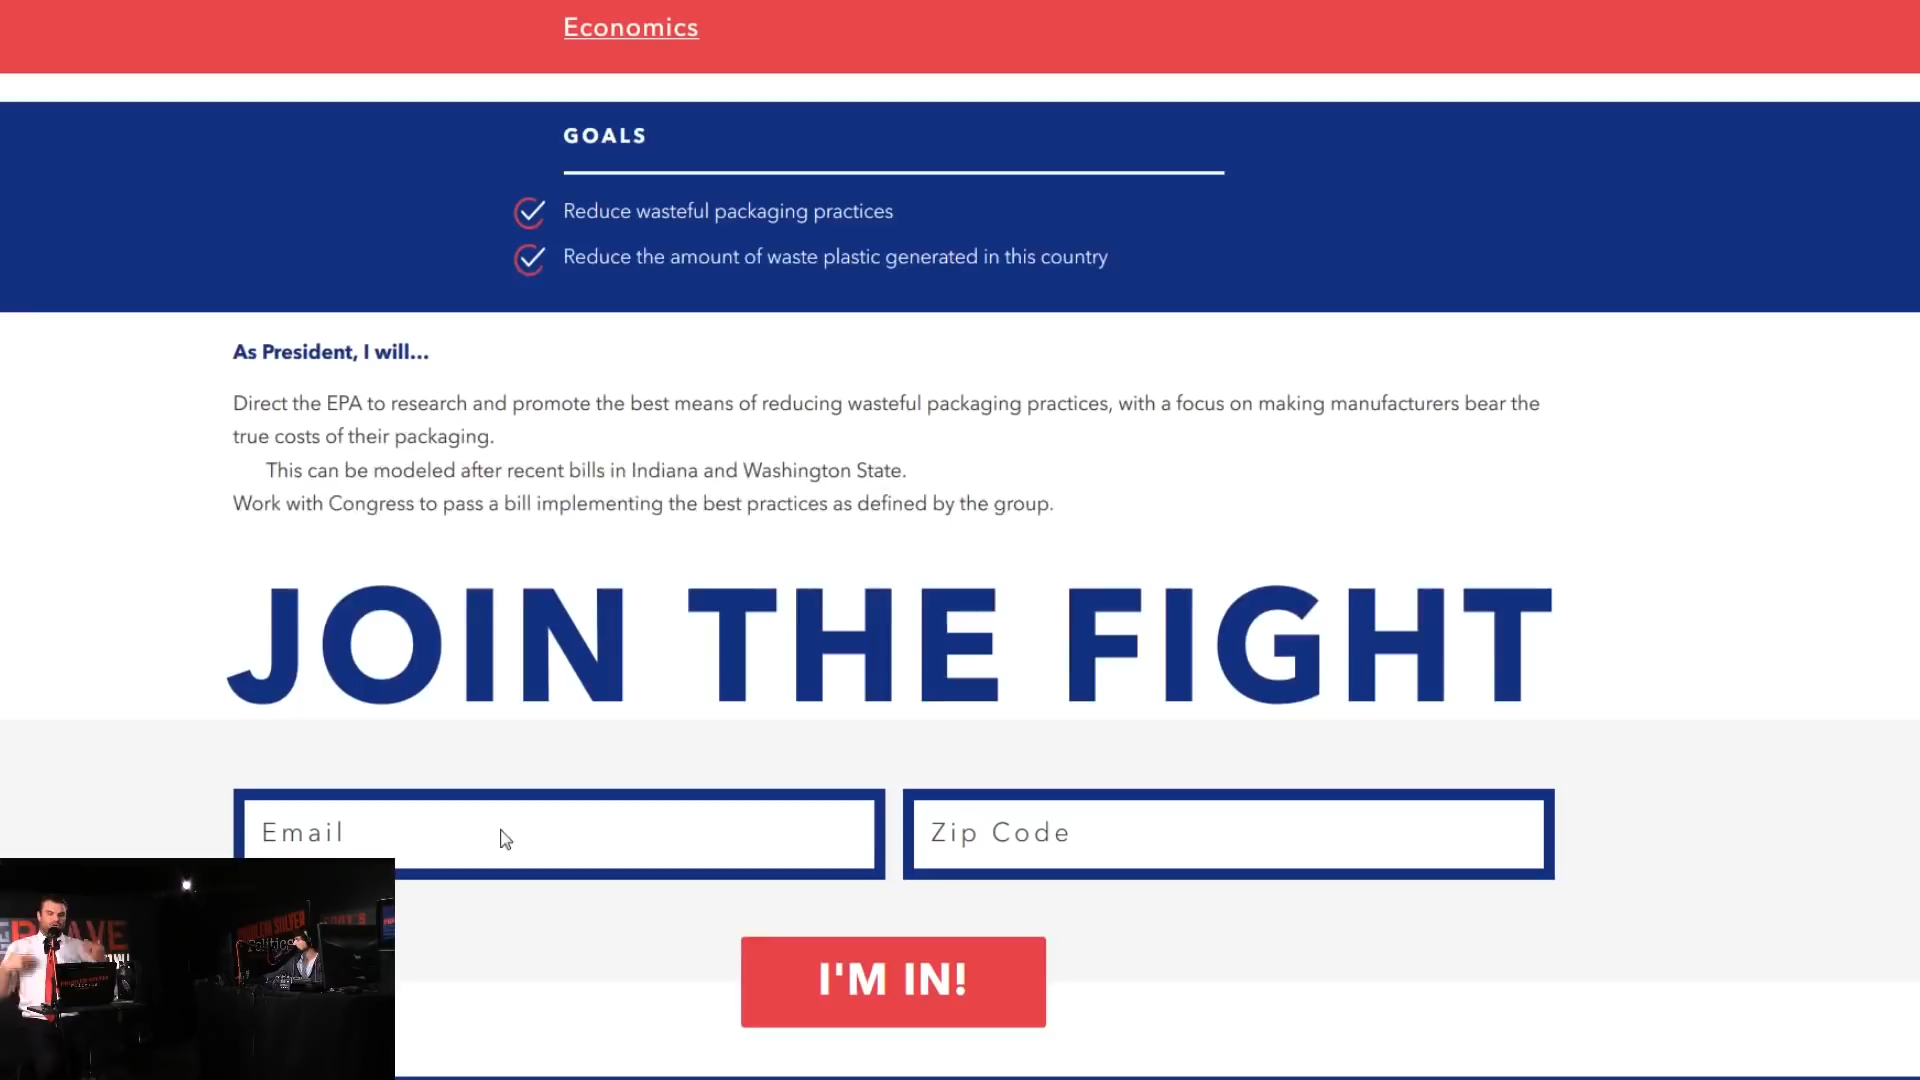 Economics
GOALS
Reduce wasteful packaging practices
Reduce the amount of waste plastic generated in this country
As President, I will...
Direct the EPA to research and promote the best means of reducing wasteful packaging practices, with a focus on making manufacturers bear the
true costs of their packaging.
This can be modeled after recent bills in Indiana and Washington State.
Work with Congress to pass a bill implementing the best practices as defined by the group.
JOIN THE FIGHT
Email
Zip Code
I'M IN!
PROBLEM SOLVER
Politics